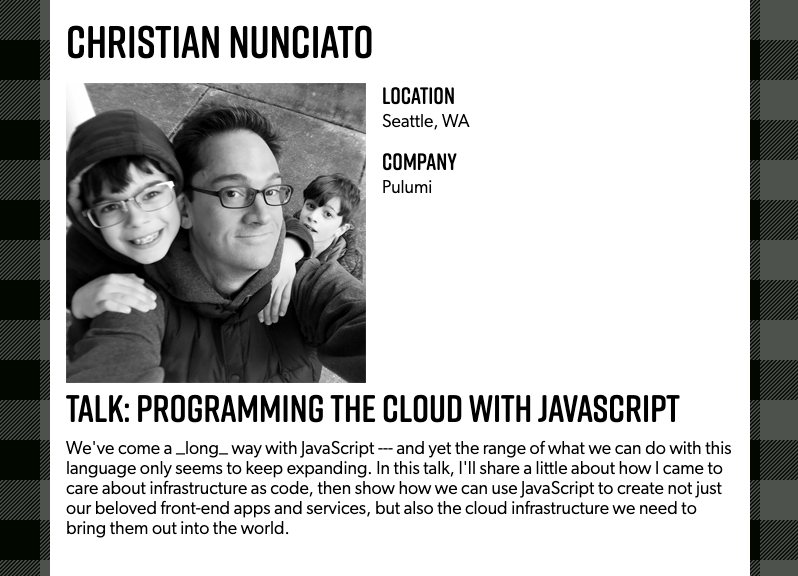 CHRISTIAN NUNCIATO
LOCATION
Seattle, WA
COMPANY
Pulumi
TALK: PROGRAMMING THE CLOUD WITH JAVASCRIPT
We've come a _long_ way with JavaScript --- and yet the range of what we can do with this
language only seems to keep expanding. In this talk, I'll share a little about how I came to
care about infrastructure as code, then show how we can use JavaScript to create not just
our beloved front-end apps and services, but also the cloud infrastructure we need to
bring them out into the world.